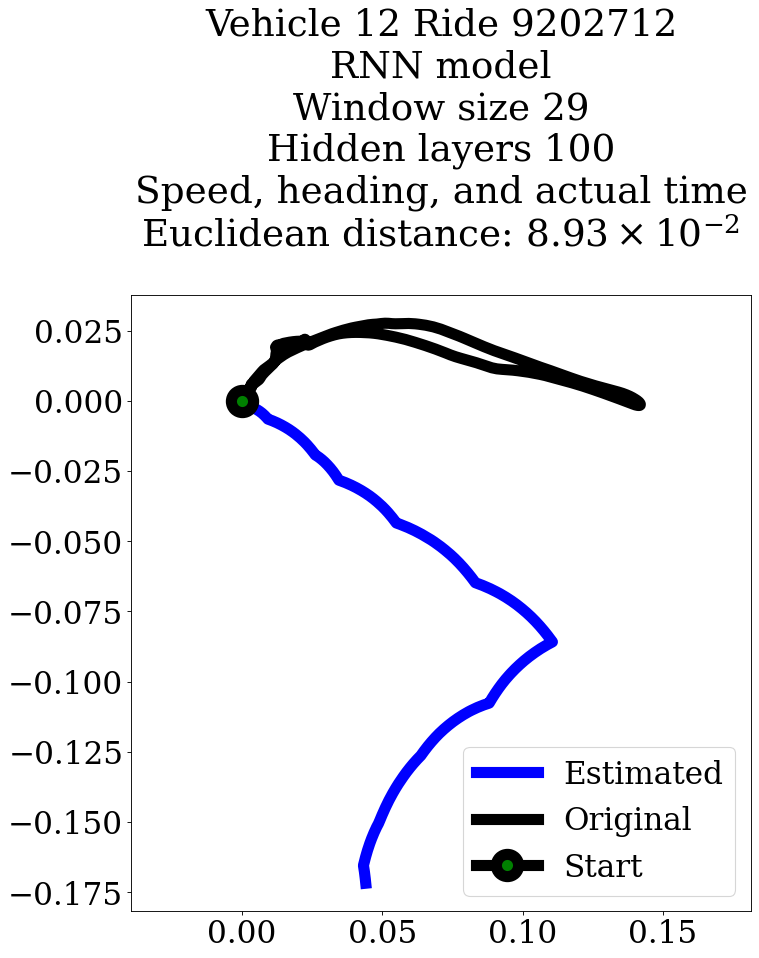 Vehicle 12 Ride 9202712
RNN model
Window size 29
Hidden layers 100
Speed, heading, and actual time
Euclidean distance: 8.93 × 10⁻²
0.025
0.000
−0.025
−0.050
−0.075
−0.100
−0.125
−0.150
−0.175
Estimated
Original
Start
0.00 0.05 0.10 0.15